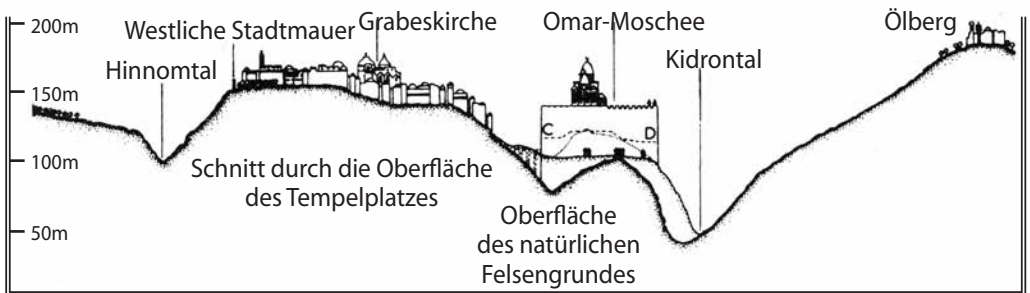 200m
Westliche Stadtmauer
Grabeskirche
Omar-Moschee
Ölberg
Hinnomtal
Kidrontal
150m
C
D
100m
Schnitt durch die Oberfläche
des Tempelplatzes
Oberfläche
des natürlichen
Felsengrundes
50m